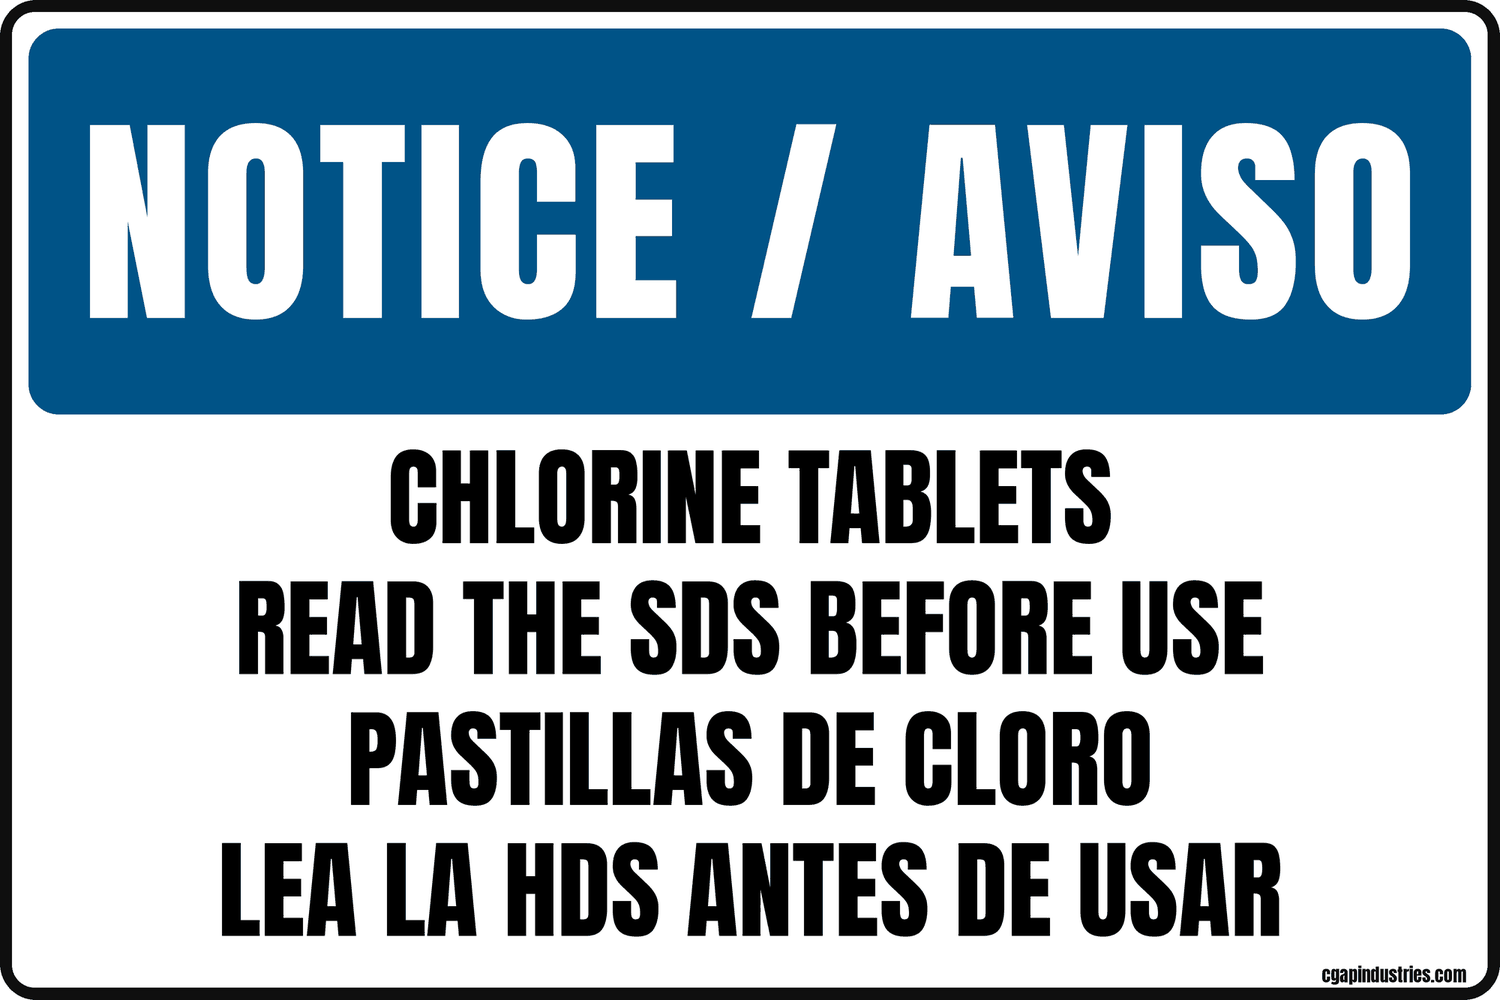 NOTICE / AVISO
CHLORINE TABLETS
READ THE SDS BEFORE USE
PASTILLAS DE CLORO
LEA LA HDS ANTES DE USAR
cgapindustries.com